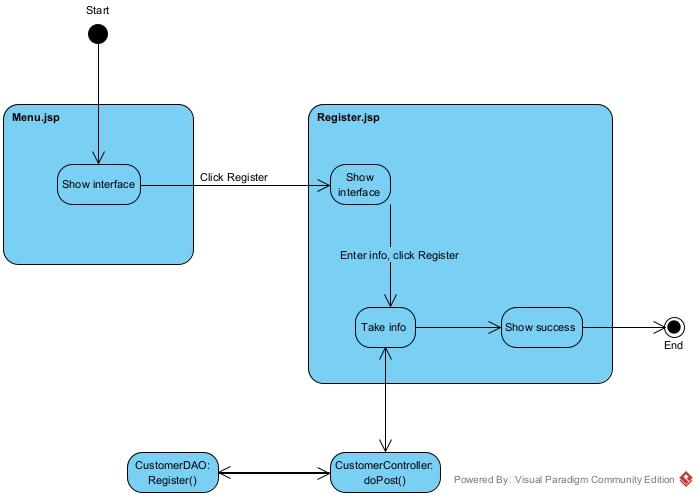 Start
Menu.jsp
Register.jsp
Show interface
Click Register
Show
interface
Enter info, click Register
Take info
Show success
End
CustomerDAO:
Register()
CustomerController:
doPost()
Powered By Visual Paradigm Community Edition